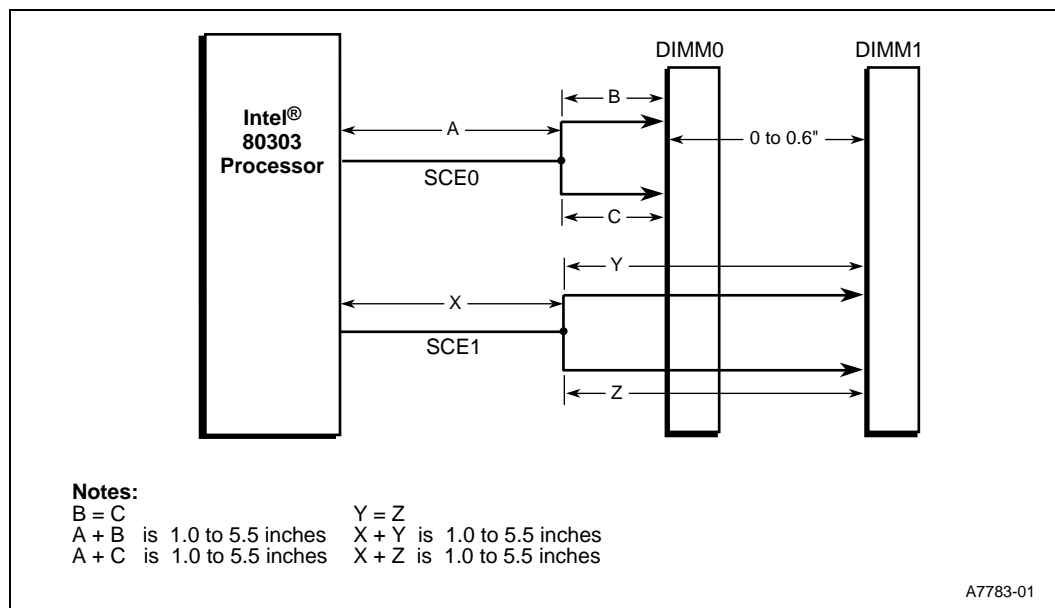 DIMM0
DIMM1
Intel®
80303
Processor
B
A
0 to 0.6"
SCE0
C
Y
X
SCE1
Z
Notes:
B = C Y = Z
A + B is 1.0 to 5.5 inches X + Y is 1.0 to 5.5 inches
A + C is 1.0 to 5.5 inches X + Z is 1.0 to 5.5 inches
A7783-01